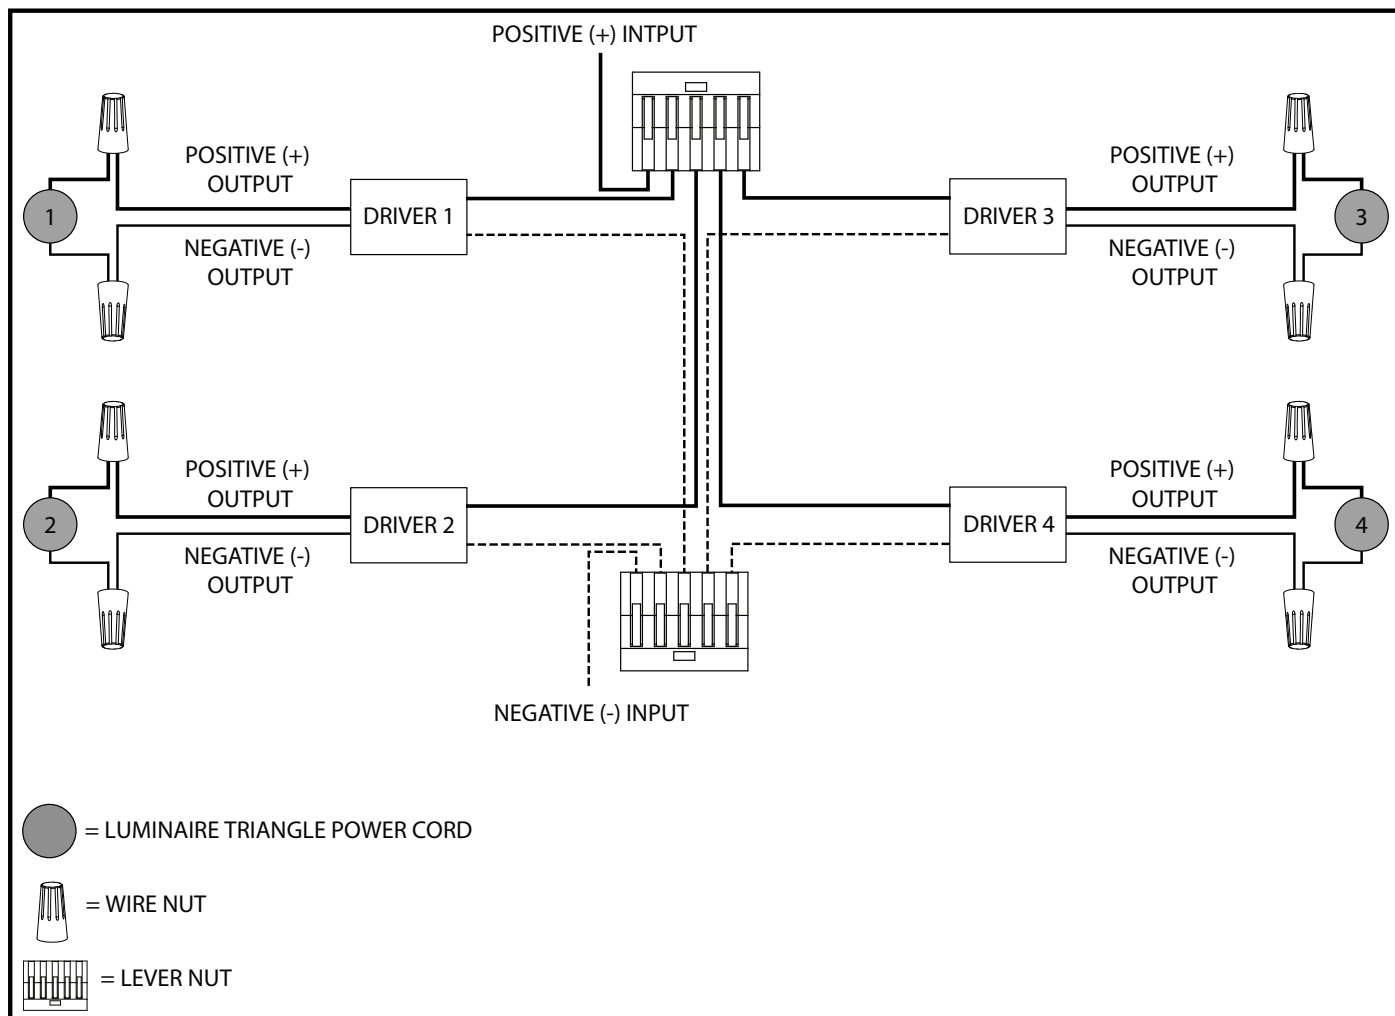 POSITIVE (+) INTPUT
POSITIVE (+)
OUTPUT
1
DRIVER 1
NEGATIVE (-)
OUTPUT
POSITIVE (+)
OUTPUT
DRIVER 3
3
NEGATIVE (-)
OUTPUT
POSITIVE (+)
OUTPUT
2
DRIVER 2
NEGATIVE (-)
OUTPUT
POSITIVE (+)
OUTPUT
DRIVER 4
4
NEGATIVE (-)
OUTPUT
NEGATIVE (-) INPUT
= LUMINAIRE TRIANGLE POWER CORD
= WIRE NUT
= LEVER NUT